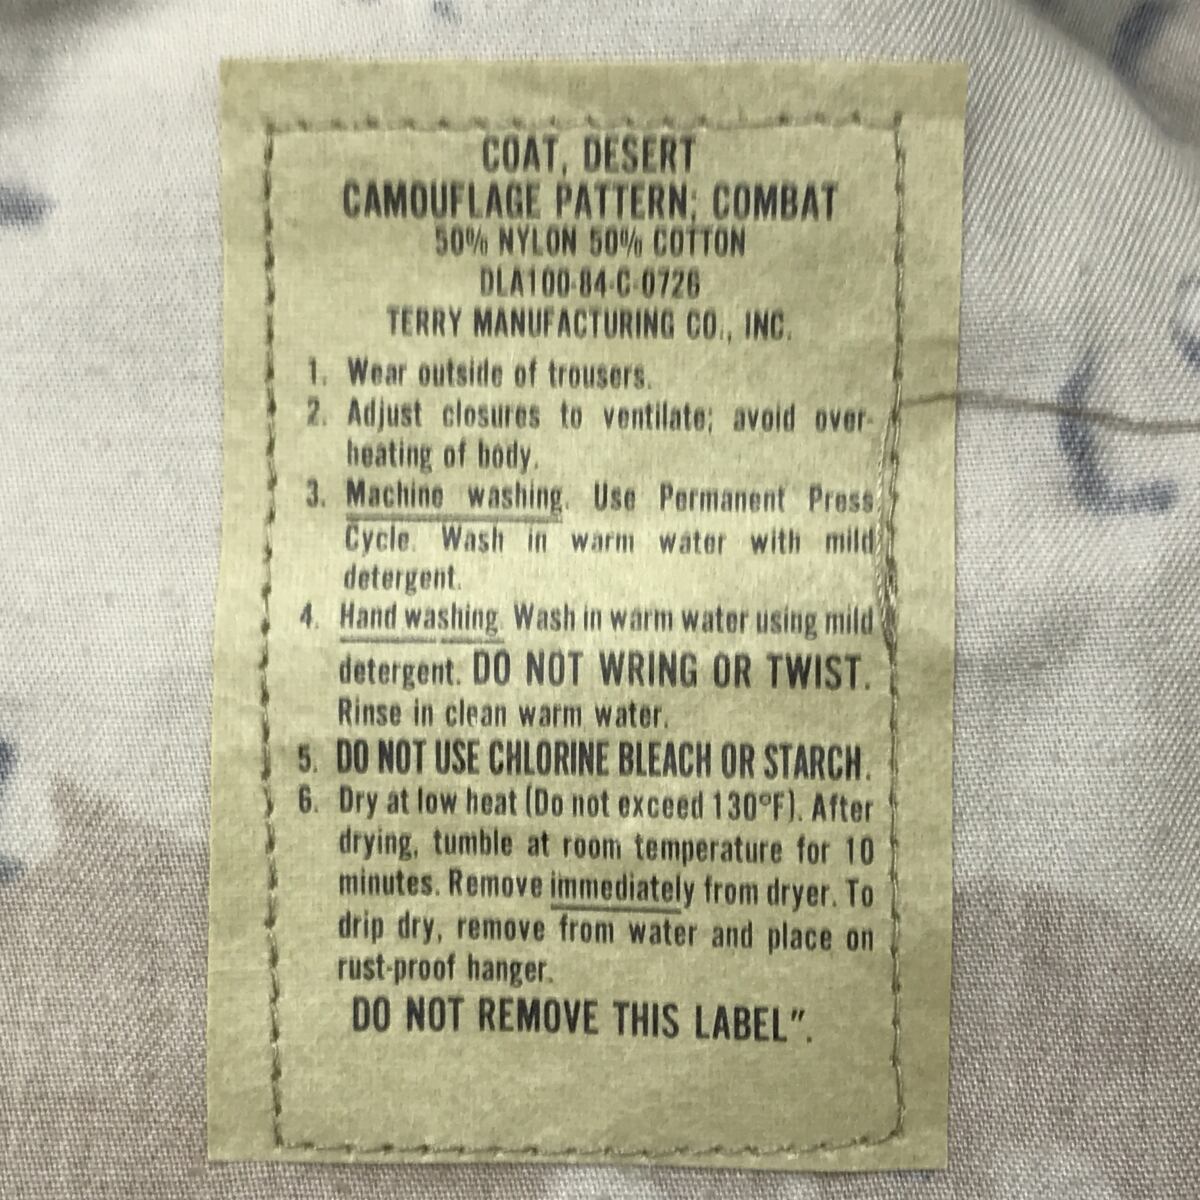 COAT, DESERT
CAMOUFLAGE PATTERN; COMBAT
50% NYLON 50% COTTON
DLA100-84-C-0726
TERRY MANUFACTURING CO., INC.
1. Wear outside of trousers.
2. Adjust closures to ventilate; avoid over-
heating of body.
3. Machine washing. Use Permanent Press
Cycle. Wash in warm water with mild
detergent.
4. Hand washing. Wash in warm water using mild
detergent. DO NOT WRING OR TWIST.
Rinse in clean warm water.
5. DO NOT USE CHLORINE BLEACH OR STARCH.
6. Dry at low heat (Do not exceed 130°F). After
drying, tumble at room temperature for 10
minutes. Remove immediately from dryer. To
drip dry, remove from water and place on
rust-proof hanger.
DO NOT REMOVE THIS LABEL”.